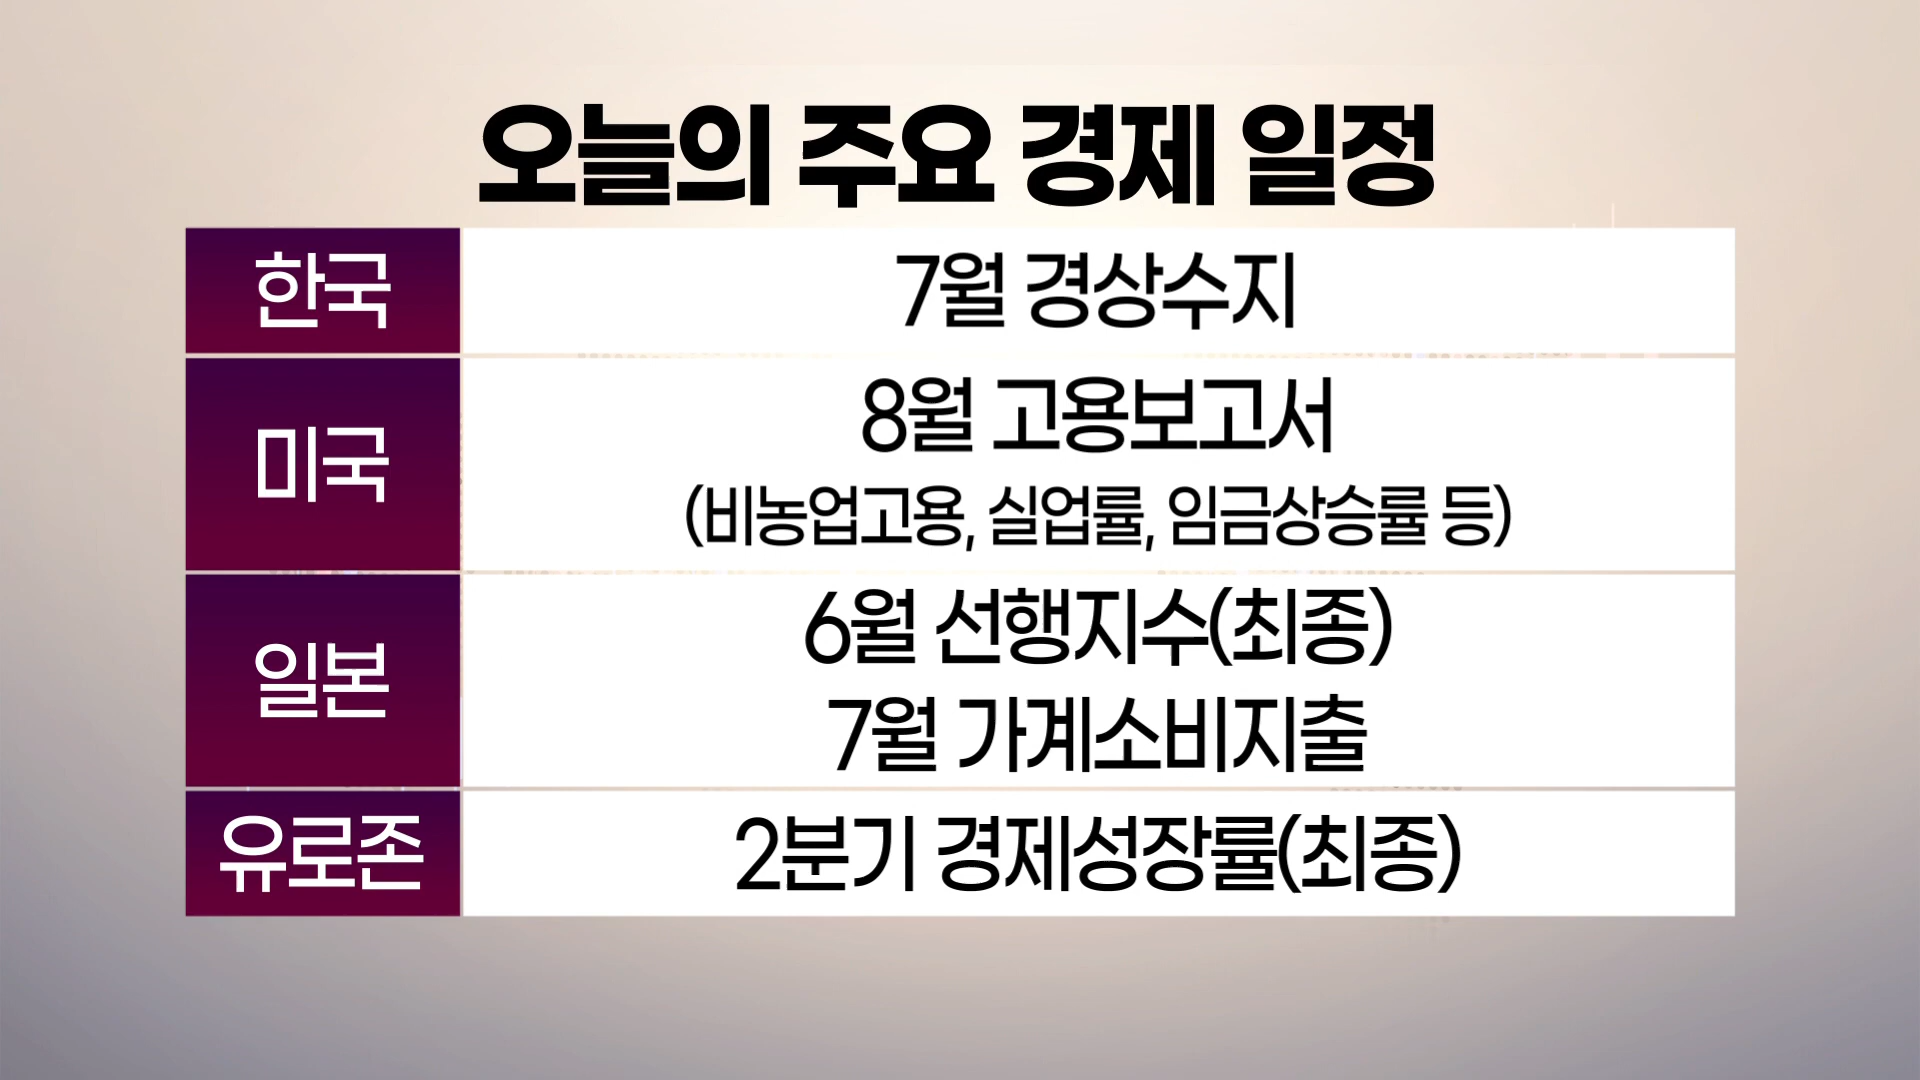 오늘의 주요 경제 일정
한국
7월 경상수지
미국
8월 고용보고서
(비농업고용, 실업률, 임금상승률 등)
일본
6월 선행지수(최종)
7월 가계소비지출
유로존
2분기 경제성장률(최종)